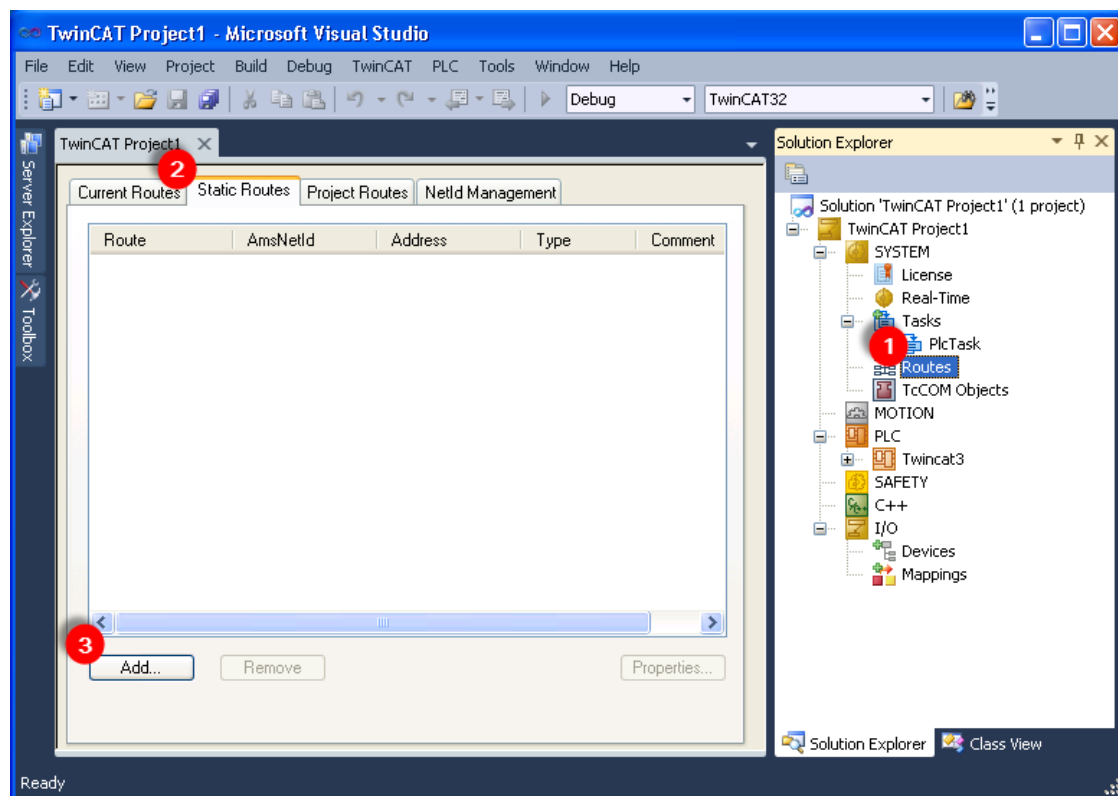 TwinCAT Project1 - Microsoft Visual Studio
File Edit View Project Build Debug TwinCAT PLC Tools Window Help
Debug TwinCAT32
Server Explorer
Toolbox
TwinCAT Project1
2
Current Routes Static Routes Project Routes NetId Management
Route AmsNetId Address Type Comment
3
Add... Remove Properties...
Solution Explorer
Solution 'TwinCAT Project1' (1 project)
TwinCAT Project1
SYSTEM
License
Real-Time
Tasks
1 PlcTask
Routes
TcCOM Objects
MOTION
PLC
Twincat3
SAFETY
C++
I/O
Devices
Mappings
Solution Explorer Class View
Ready